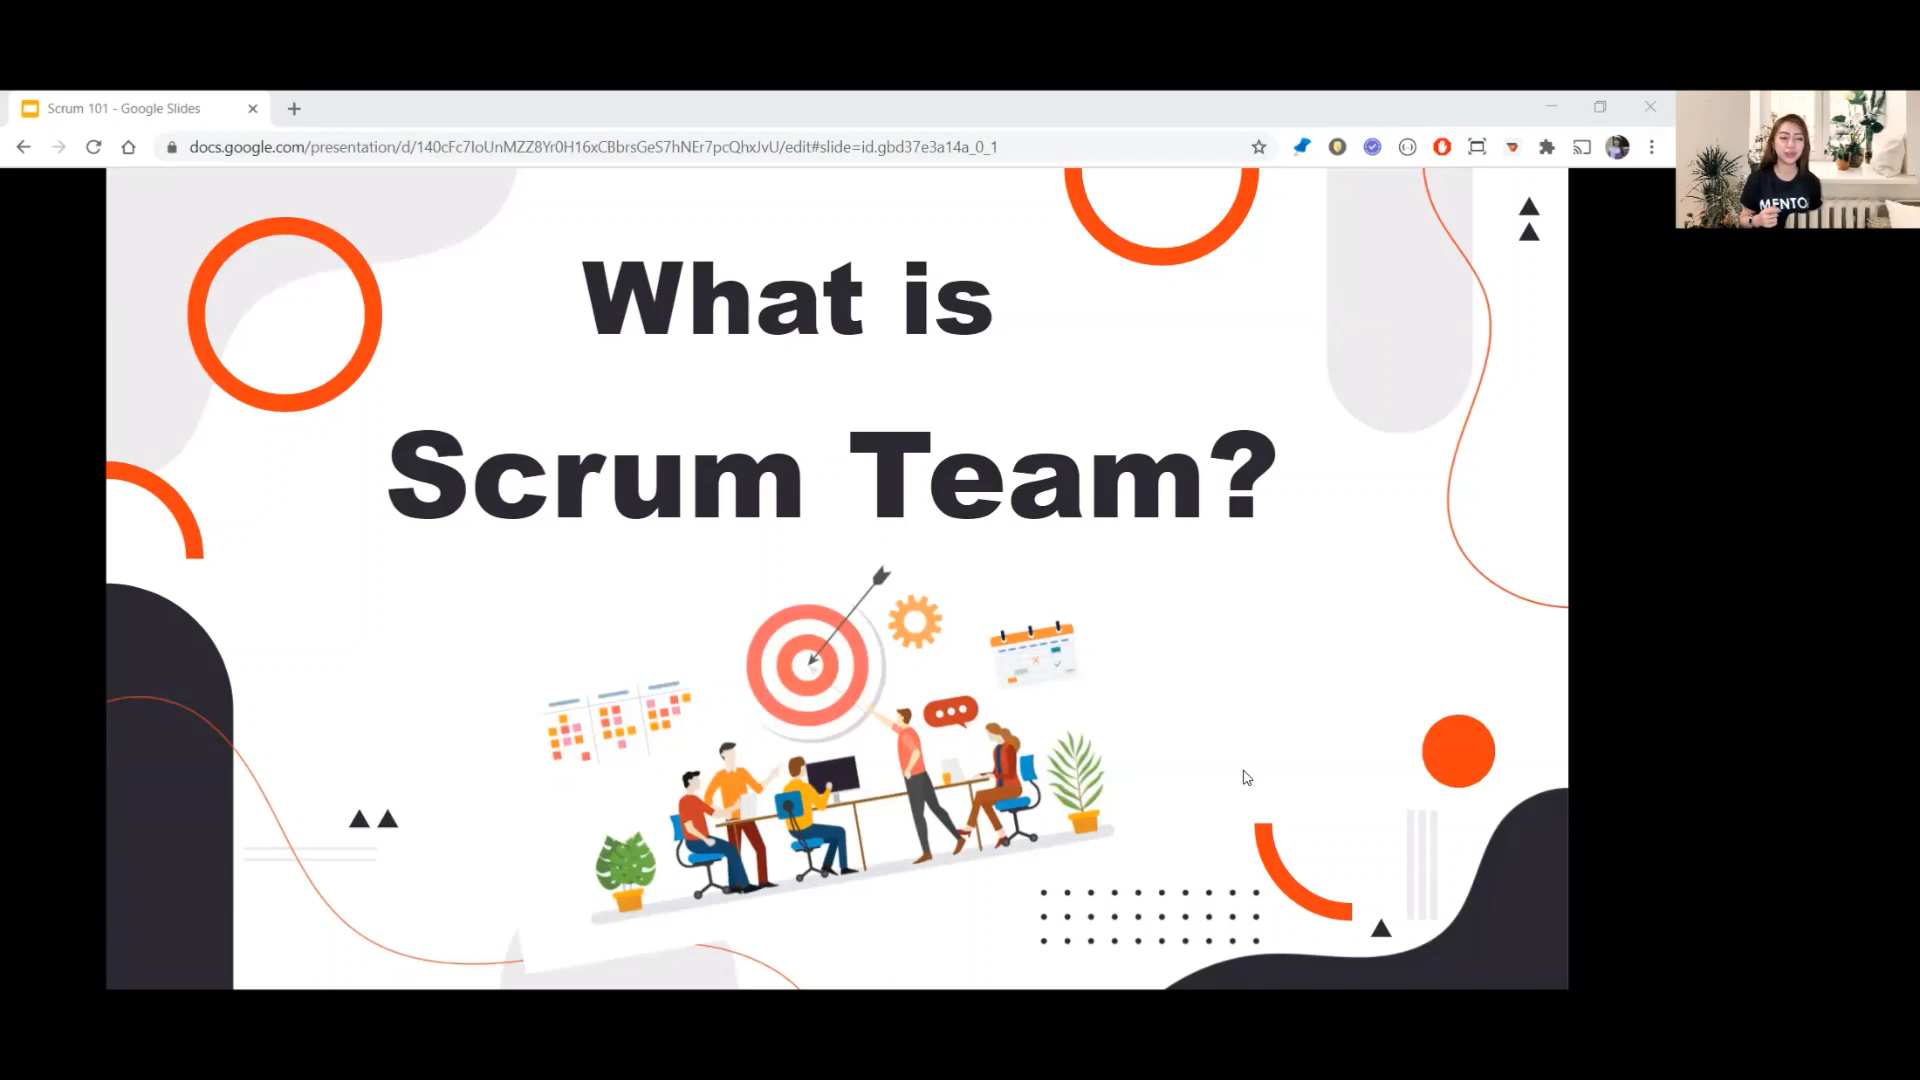 Scrum 101 - Google Slides
docs.google.com/presentation/d/140cFc7IoUnMZZ8Yr0H16xCBbrsGeS7hNEr7pcQhxJvU/edit#slide=id.gbd37e3a14a_0_1
MENTO
What is
Scrum Team?